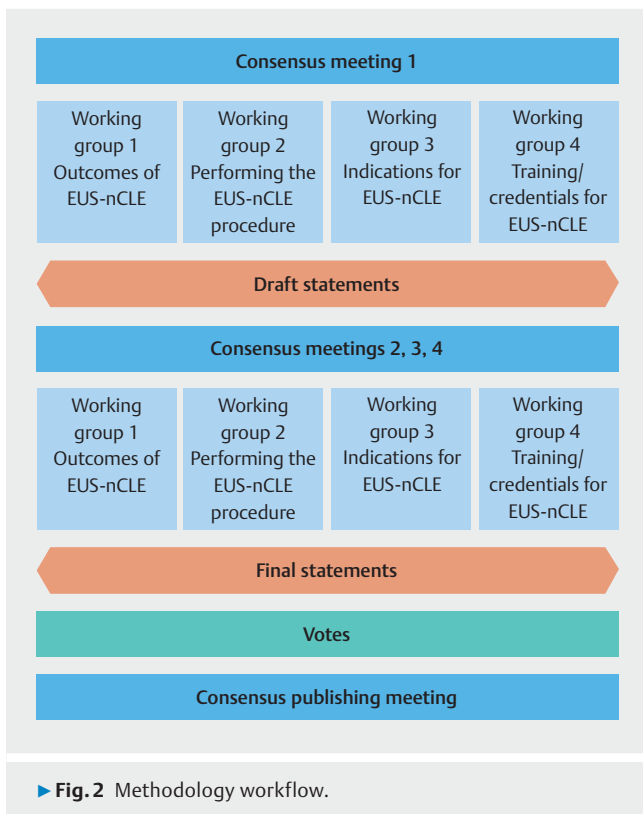 Consensus meeting 1
Working
group 1
Outcomes of
EUS-nCLE
Working
group 2
Performing the
EUS-nCLE
procedure
Working
group 3
Indications for
EUS-nCLE
Working
group 4
Training/
credentials for
EUS-nCLE
Draft statements
Consensus meetings 2, 3, 4
Working
group 1
Outcomes of
EUS-nCLE
Working
group 2
Performing the
EUS-nCLE
procedure
Working
group 3
Indications for
EUS-nCLE
Working
group 4
Training/
credentials for
EUS-nCLE
Final statements
Votes
Consensus publishing meeting
►Fig. 2 Methodology workflow.